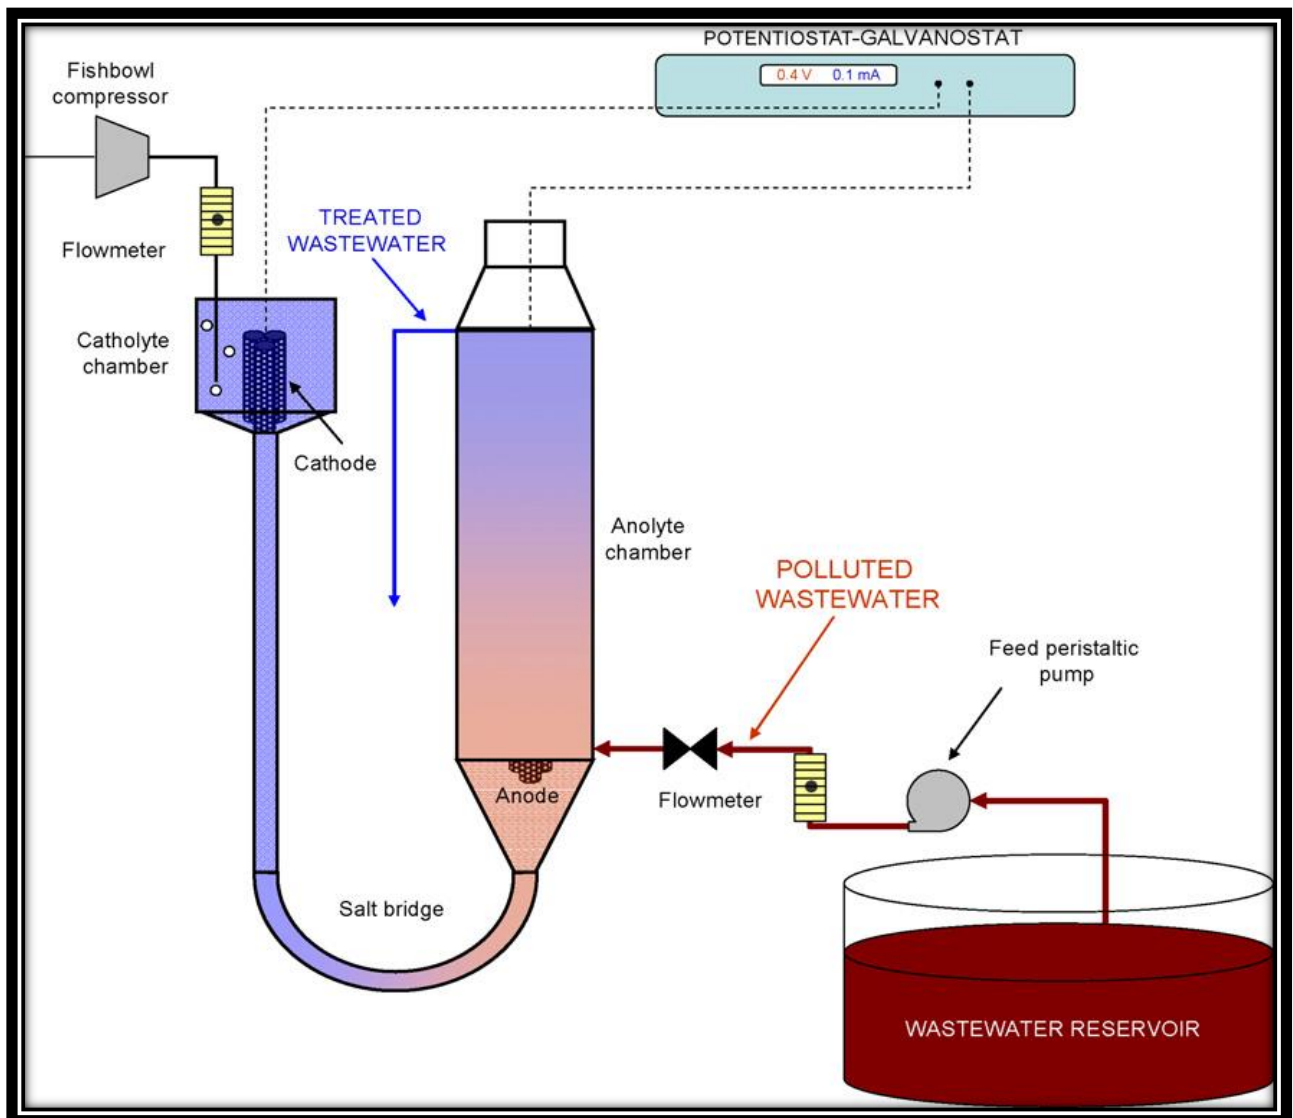 POTENTIOSTAT-GALVANOSTAT
0.4 V 0.1 mA
Fishbowl
compressor
Flowmeter
TREATED
WASTEWATER
Catholyte
chamber
Cathode
Anolyte
chamber
POLLUTED
WASTEWATER
Feed peristaltic
pump
Anode
Flowmeter
Salt bridge
WASTEWATER RESERVOIR